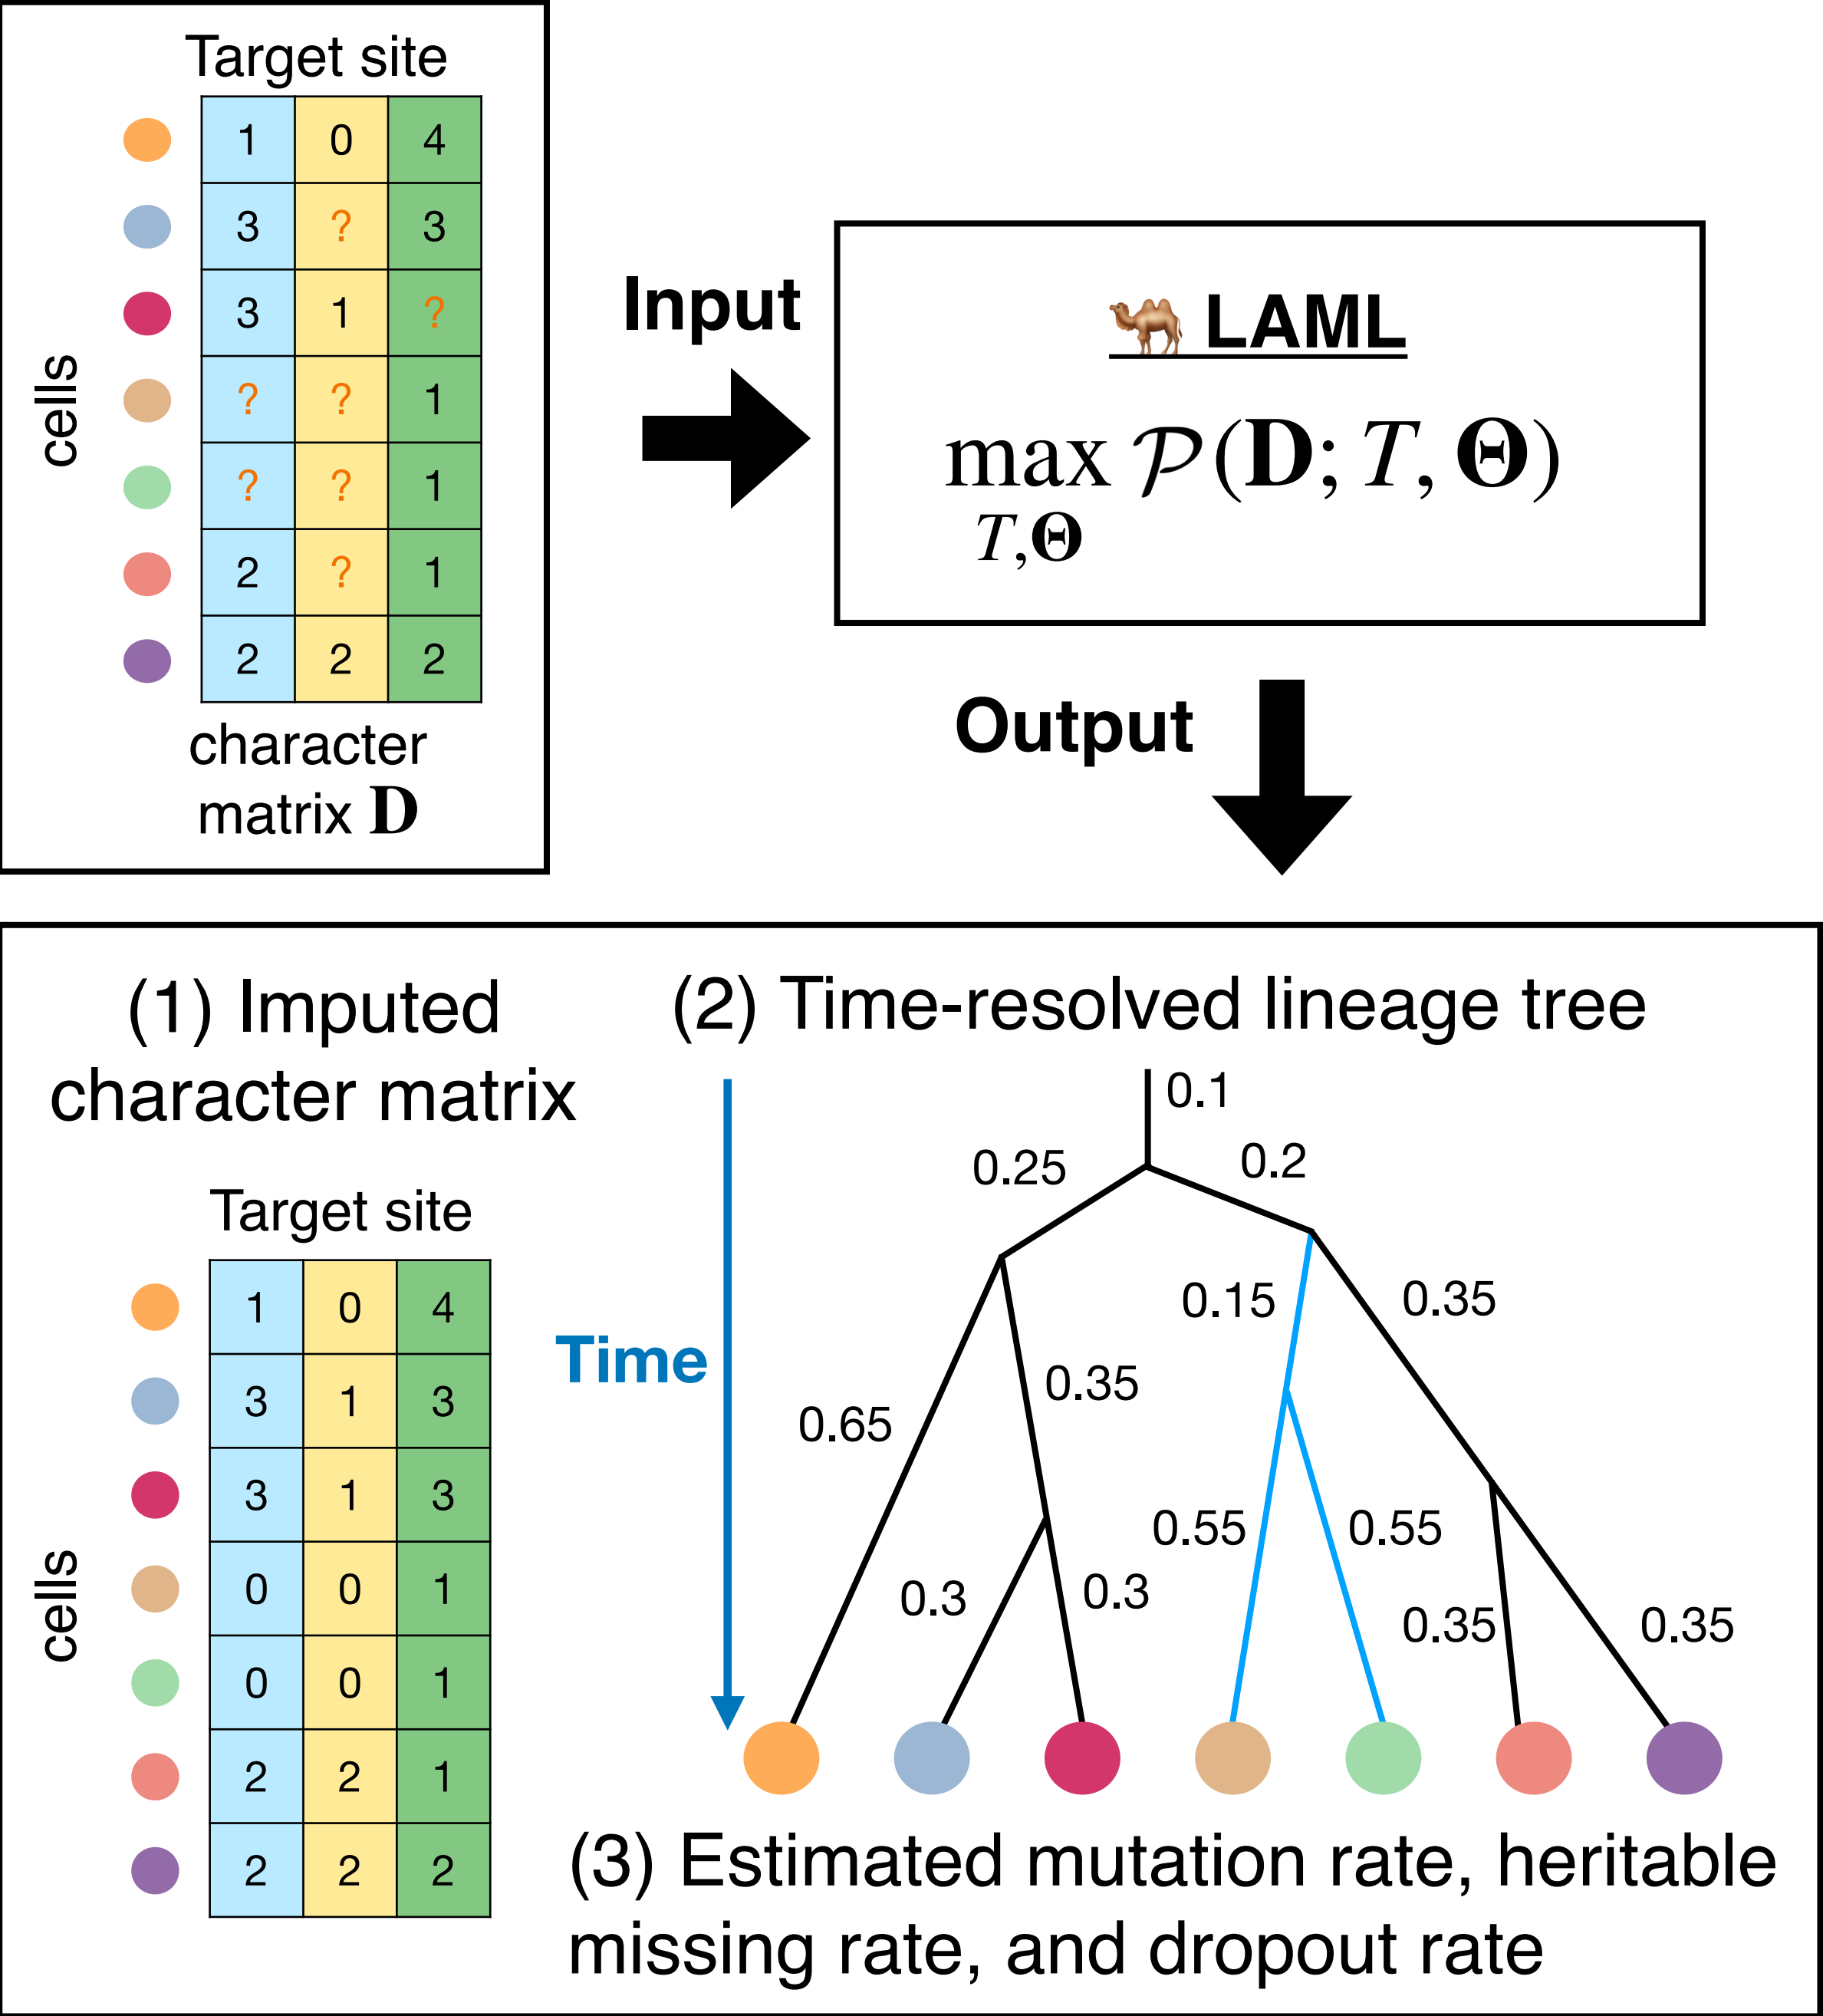 Target site
1 0 4
3 ? 3
3 1 ?
? ? 1
? ? 1
2 ? 1
2 2 2
cells
character
matrix D
Input
LAML
max 𝒫(D; T, Θ)
T,Θ
Output
(1) Imputed
character matrix
Target site
1 0 4
3 1 3
3 1 3
0 0 1
0 0 1
2 2 1
2 2 2
cells
(2) Time-resolved lineage tree
Time
0.1
0.25 0.2
0.15 0.35
0.65 0.35
0.55 0.55
0.3 0.3 0.35 0.35
(3) Estimated mutation rate, heritable
missing rate, and dropout rate